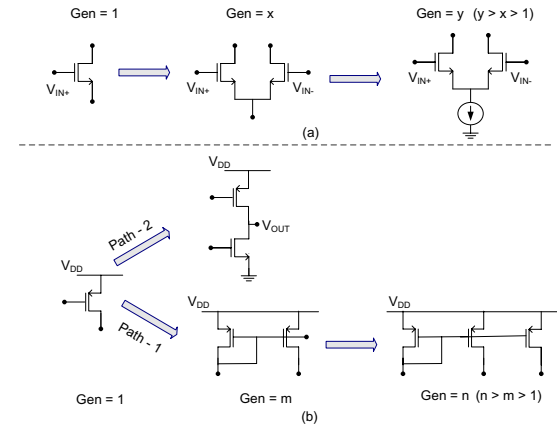 Gen = 1
Gen = x
Gen = y (y > x > 1)
VIN+
VIN+
VIN-
VIN+
VIN-
(a)
VDD
VOUT
Path - 2
VDD
Path - 1
VDD
VDD
Gen = 1
Gen = m
Gen = n (n > m > 1)
(b)